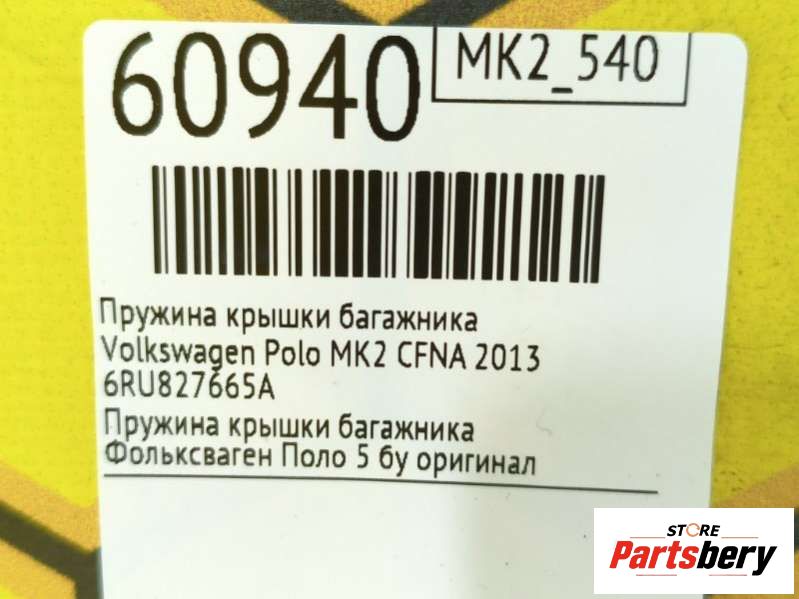 60940
MK2_540
Пружина крышки багажника
Volkswagen Polo MK2 CFNA 2013
6RU827665A
Пружина крышки багажника
Фольксваген Поло 5 бу оригинал
STORE
Partsbery